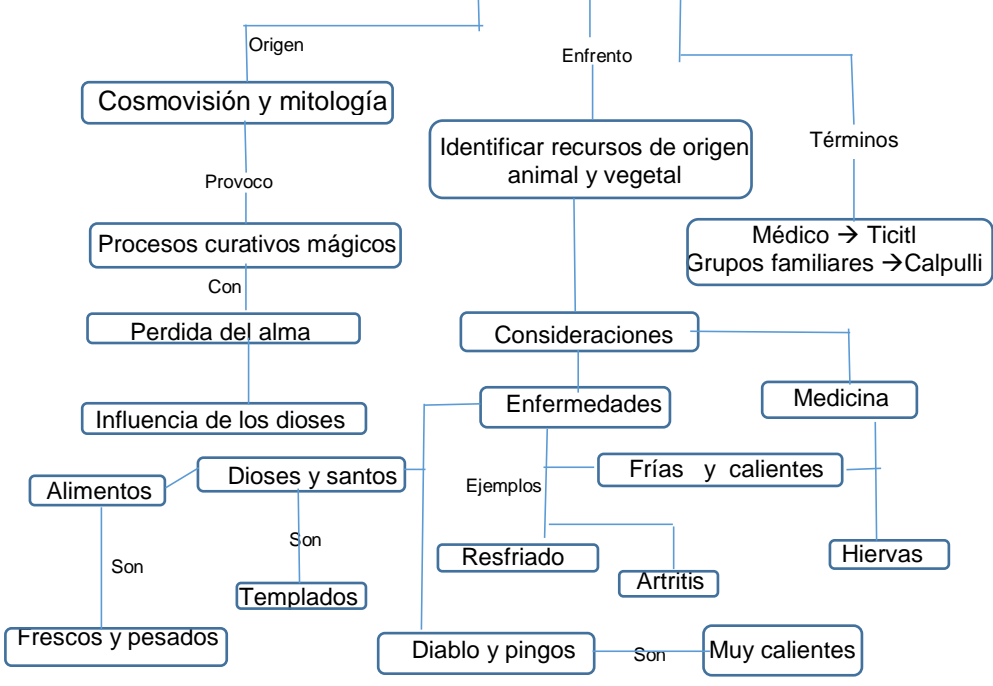 Origen
Enfrento
Cosmovisión y mitología
Términos
Identificar recursos de origen
animal y vegetal
Provoco
Procesos curativos mágicos
Médico → Ticitl
Grupos familiares →Calpulli
Con
Perdida del alma
Consideraciones
Influencia de los dioses
Enfermedades
Medicina
Alimentos
Dioses y santos
Ejemplos
Frías y calientes
Son
Son
Resfriado
Artritis
Hiervas
Templados
Frescos y pesados
Diablo y pingos
Son
Muy calientes